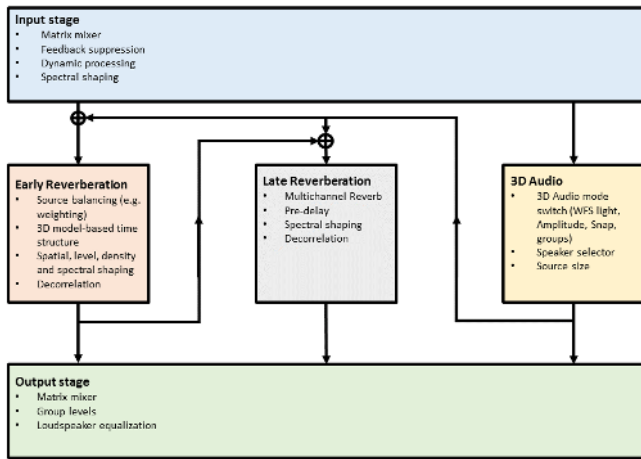 Input stage
• Matrix mixer
• Feedback suppression
• Dynamic processing
• Spectral shaping
Early Reverberation
• Source balancing (e.g.
weighting)
• 3D model-based time
structure
• Spatial, level, density
and spectral shaping
• Decorrelation
Late Reverberation
• Multichannel Reverb
• Pre-delay
• Spectral shaping
• Decorrelation
3D Audio
• 3D Audio mode
switch (WFS light,
Amplitude, Snap,
groups)
• Speaker selector
• Source size
Output stage
• Matrix mixer
• Group levels
• Loudspeaker equalization